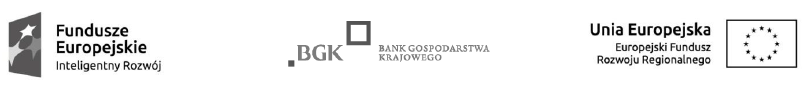 Fundusze
Europejskie
Inteligentny Rozwój
BGK
BANK GOSPODARSTWA
KRAJOWEGO
Unia Europejska
Europejski Fundusz
Rozwoju Regionalnego